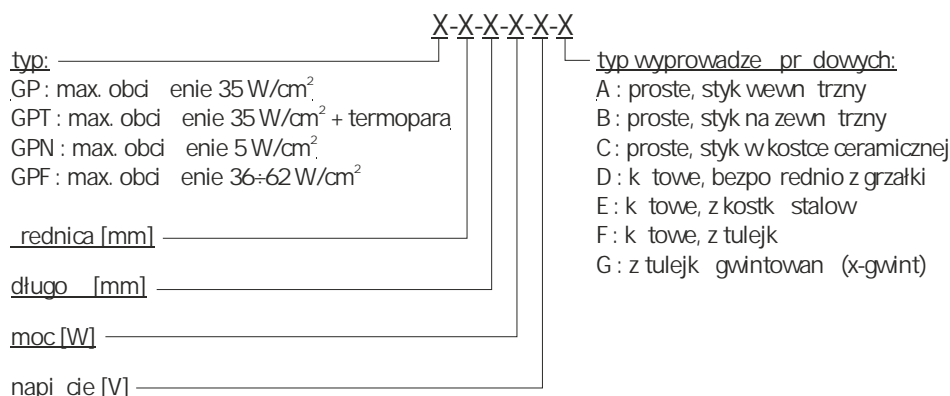 X-X-X-X-X-X
typ:
GP : max. obci enie 35 W/cm²
GPT : max. obci enie 35 W/cm² + termopara
GPN : max. obci enie 5 W/cm²
GPF : max. obci enie 36÷62 W/cm²
rednica [mm]
długo [mm]
moc [W]
napi cie [V]
typ wyprowadze pr dowych:
A : proste, styk wewn trzny
B : proste, styk na zewn trzny
C : proste, styk w kostce ceramicznej
D : k towe, bezpo rednio z grzałki
E : k towe, z kostk stalow
F : k towe, z tulejk
G : z tulejk gwintowan (x-gwint)